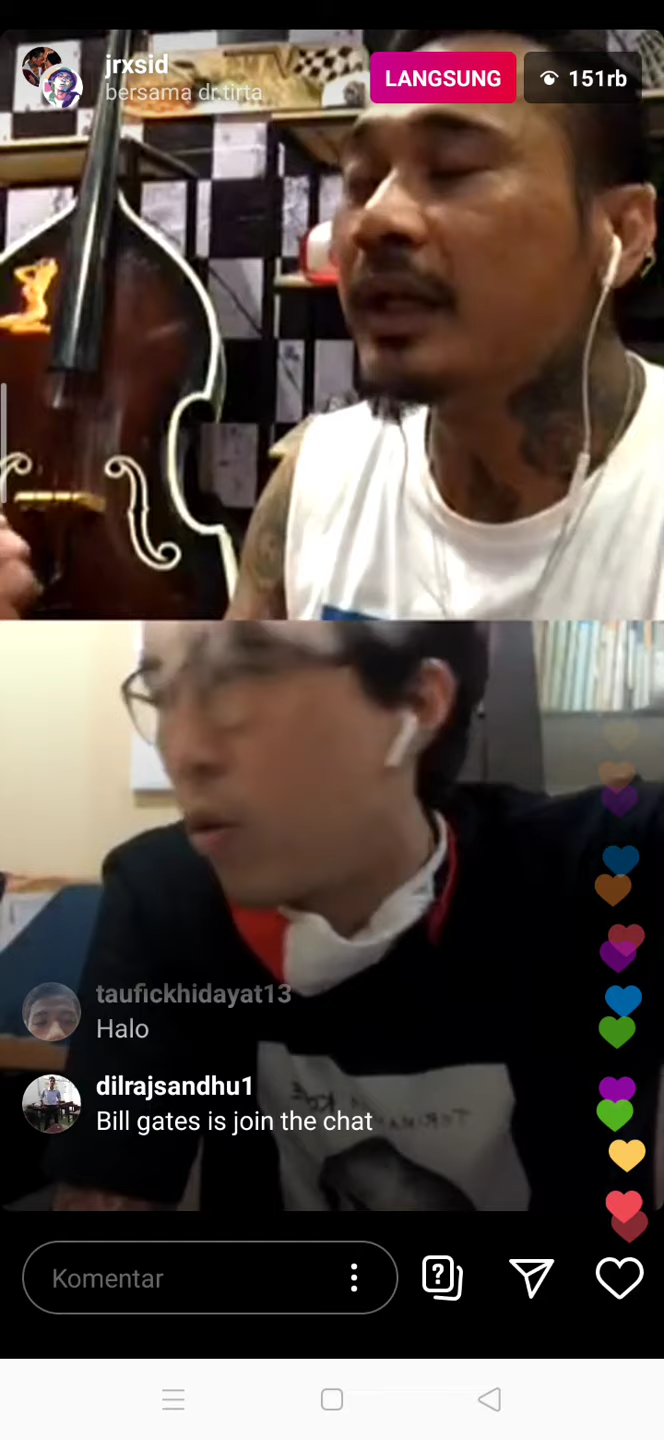 jrxsid
bersama dr.tirta
LANGSUNG
151rb
taufickhidayat13
Halo
dilrajsandhu1
Bill gates is join the chat
Komentar